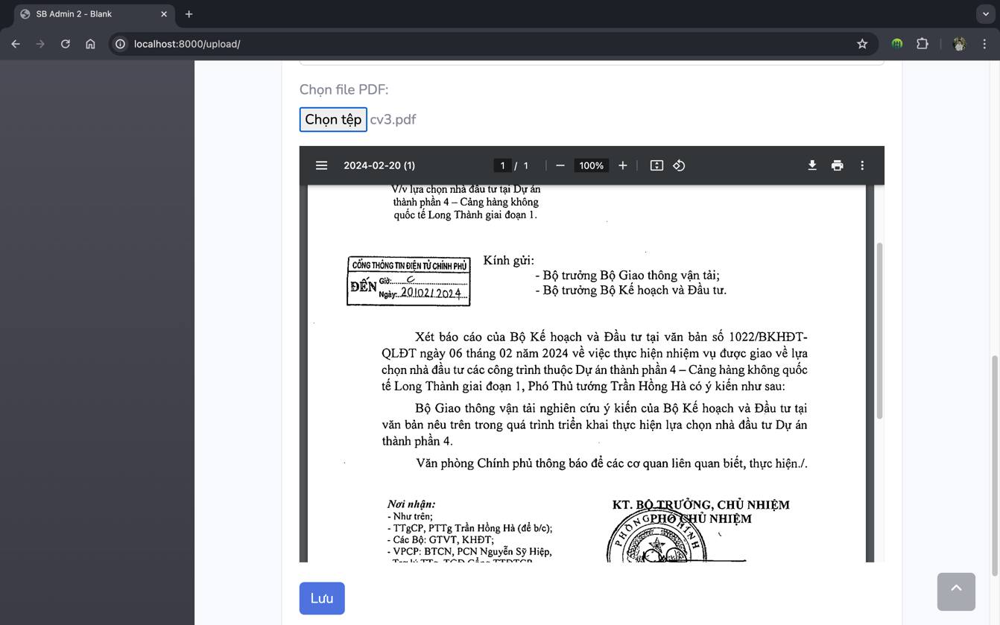 SB Admin 2 - Blank
localhost:8000/upload/
Chọn file PDF:
Chọn tệp cv3.pdf
2024-02-20 (1)
1 / 1
100%
V/v lựa chọn nhà đầu tư tại Dự án
thành phần 4 – Cảng hàng không
quốc tế Long Thành giai đoạn 1.
CỔNG THÔNG TIN ĐIỆN TỬ CHÍNH PHỦ
ĐẾN
Giờ:.....C.....
Ngày:..20/02/2024...
Kính gửi:
- Bộ trưởng Bộ Giao thông vận tải;
- Bộ trưởng Bộ Kế hoạch và Đầu tư.
Xét báo cáo của Bộ Kế hoạch và Đầu tư tại văn bản số 1022/BKHĐT-
QLĐT ngày 06 tháng 02 năm 2024 về việc thực hiện nhiệm vụ được giao về lựa
chọn nhà đầu tư các công trình thuộc Dự án thành phần 4 – Cảng hàng không quốc
tế Long Thành giai đoạn 1, Phó Thủ tướng Trần Hồng Hà có ý kiến như sau:
Bộ Giao thông vận tải nghiên cứu ý kiến của Bộ Kế hoạch và Đầu tư tại
văn bản nêu trên trong quá trình triển khai thực hiện lựa chọn nhà đầu tư Dự án
thành phần 4.
Văn phòng Chính phủ thông báo để các cơ quan liên quan biết, thực hiện./.
Nơi nhận:
- Như trên;
- TTgCP, PTTg Trần Hồng Hà (để b/c);
- Các Bộ: GTVT, KHĐT;
- VPCP: BTCN, PCN Nguyễn Sỹ Hiệp,
KT. BỘ TRƯỞNG, CHỦ NHIỆM
PHÓ CHỦ NHIỆM
Lưu